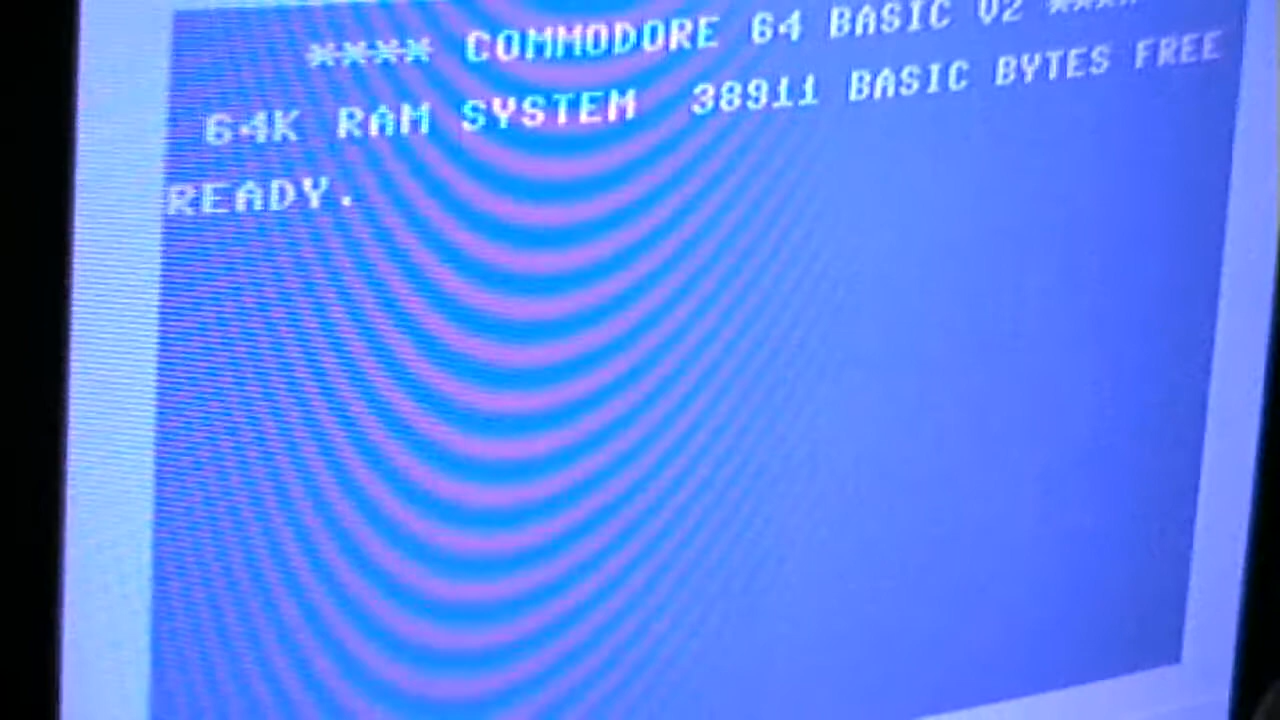 **** COMMODORE 64 BASIC V2 ****
64K RAM SYSTEM 38911 BASIC BYTES FREE
READY.